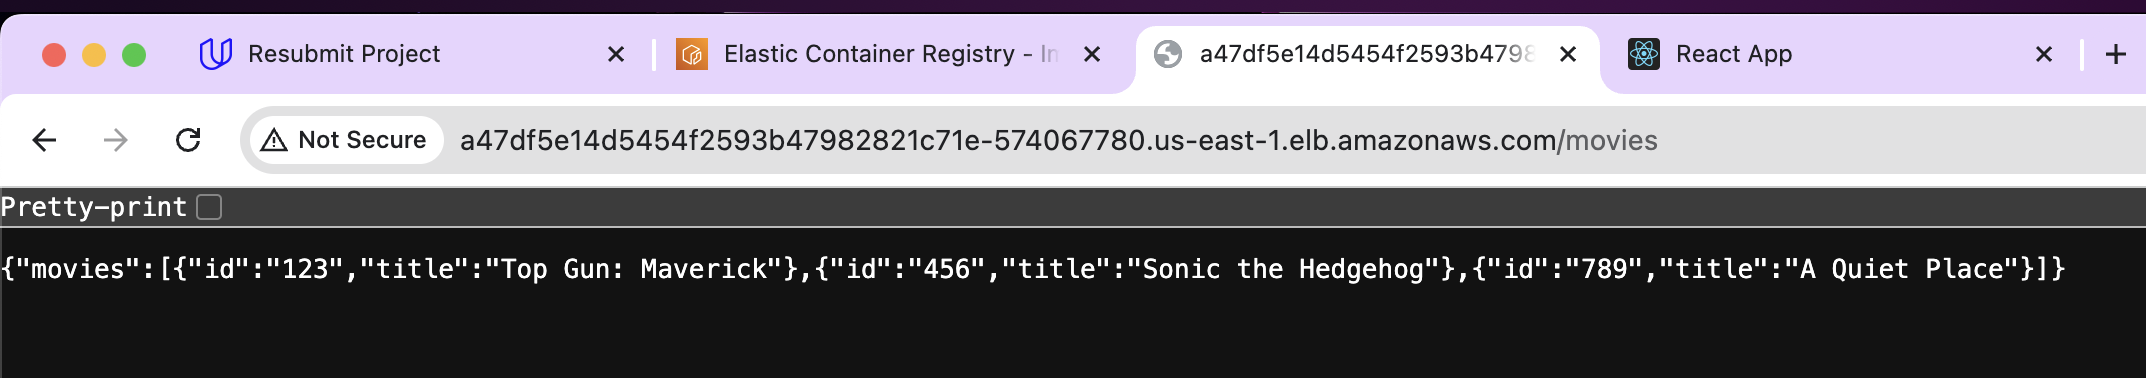 Resubmit Project
Elastic Container Registry - In
a47df5e14d5454f2593b4798
React App
Not Secure
a47df5e14d5454f2593b47982821c71e-574067780.us-east-1.elb.amazonaws.com/movies
Pretty-print
{"movies":[{"id":"123","title":"Top Gun: Maverick"},{"id":"456","title":"Sonic the Hedgehog"},{"id":"789","title":"A Quiet Place"}]}